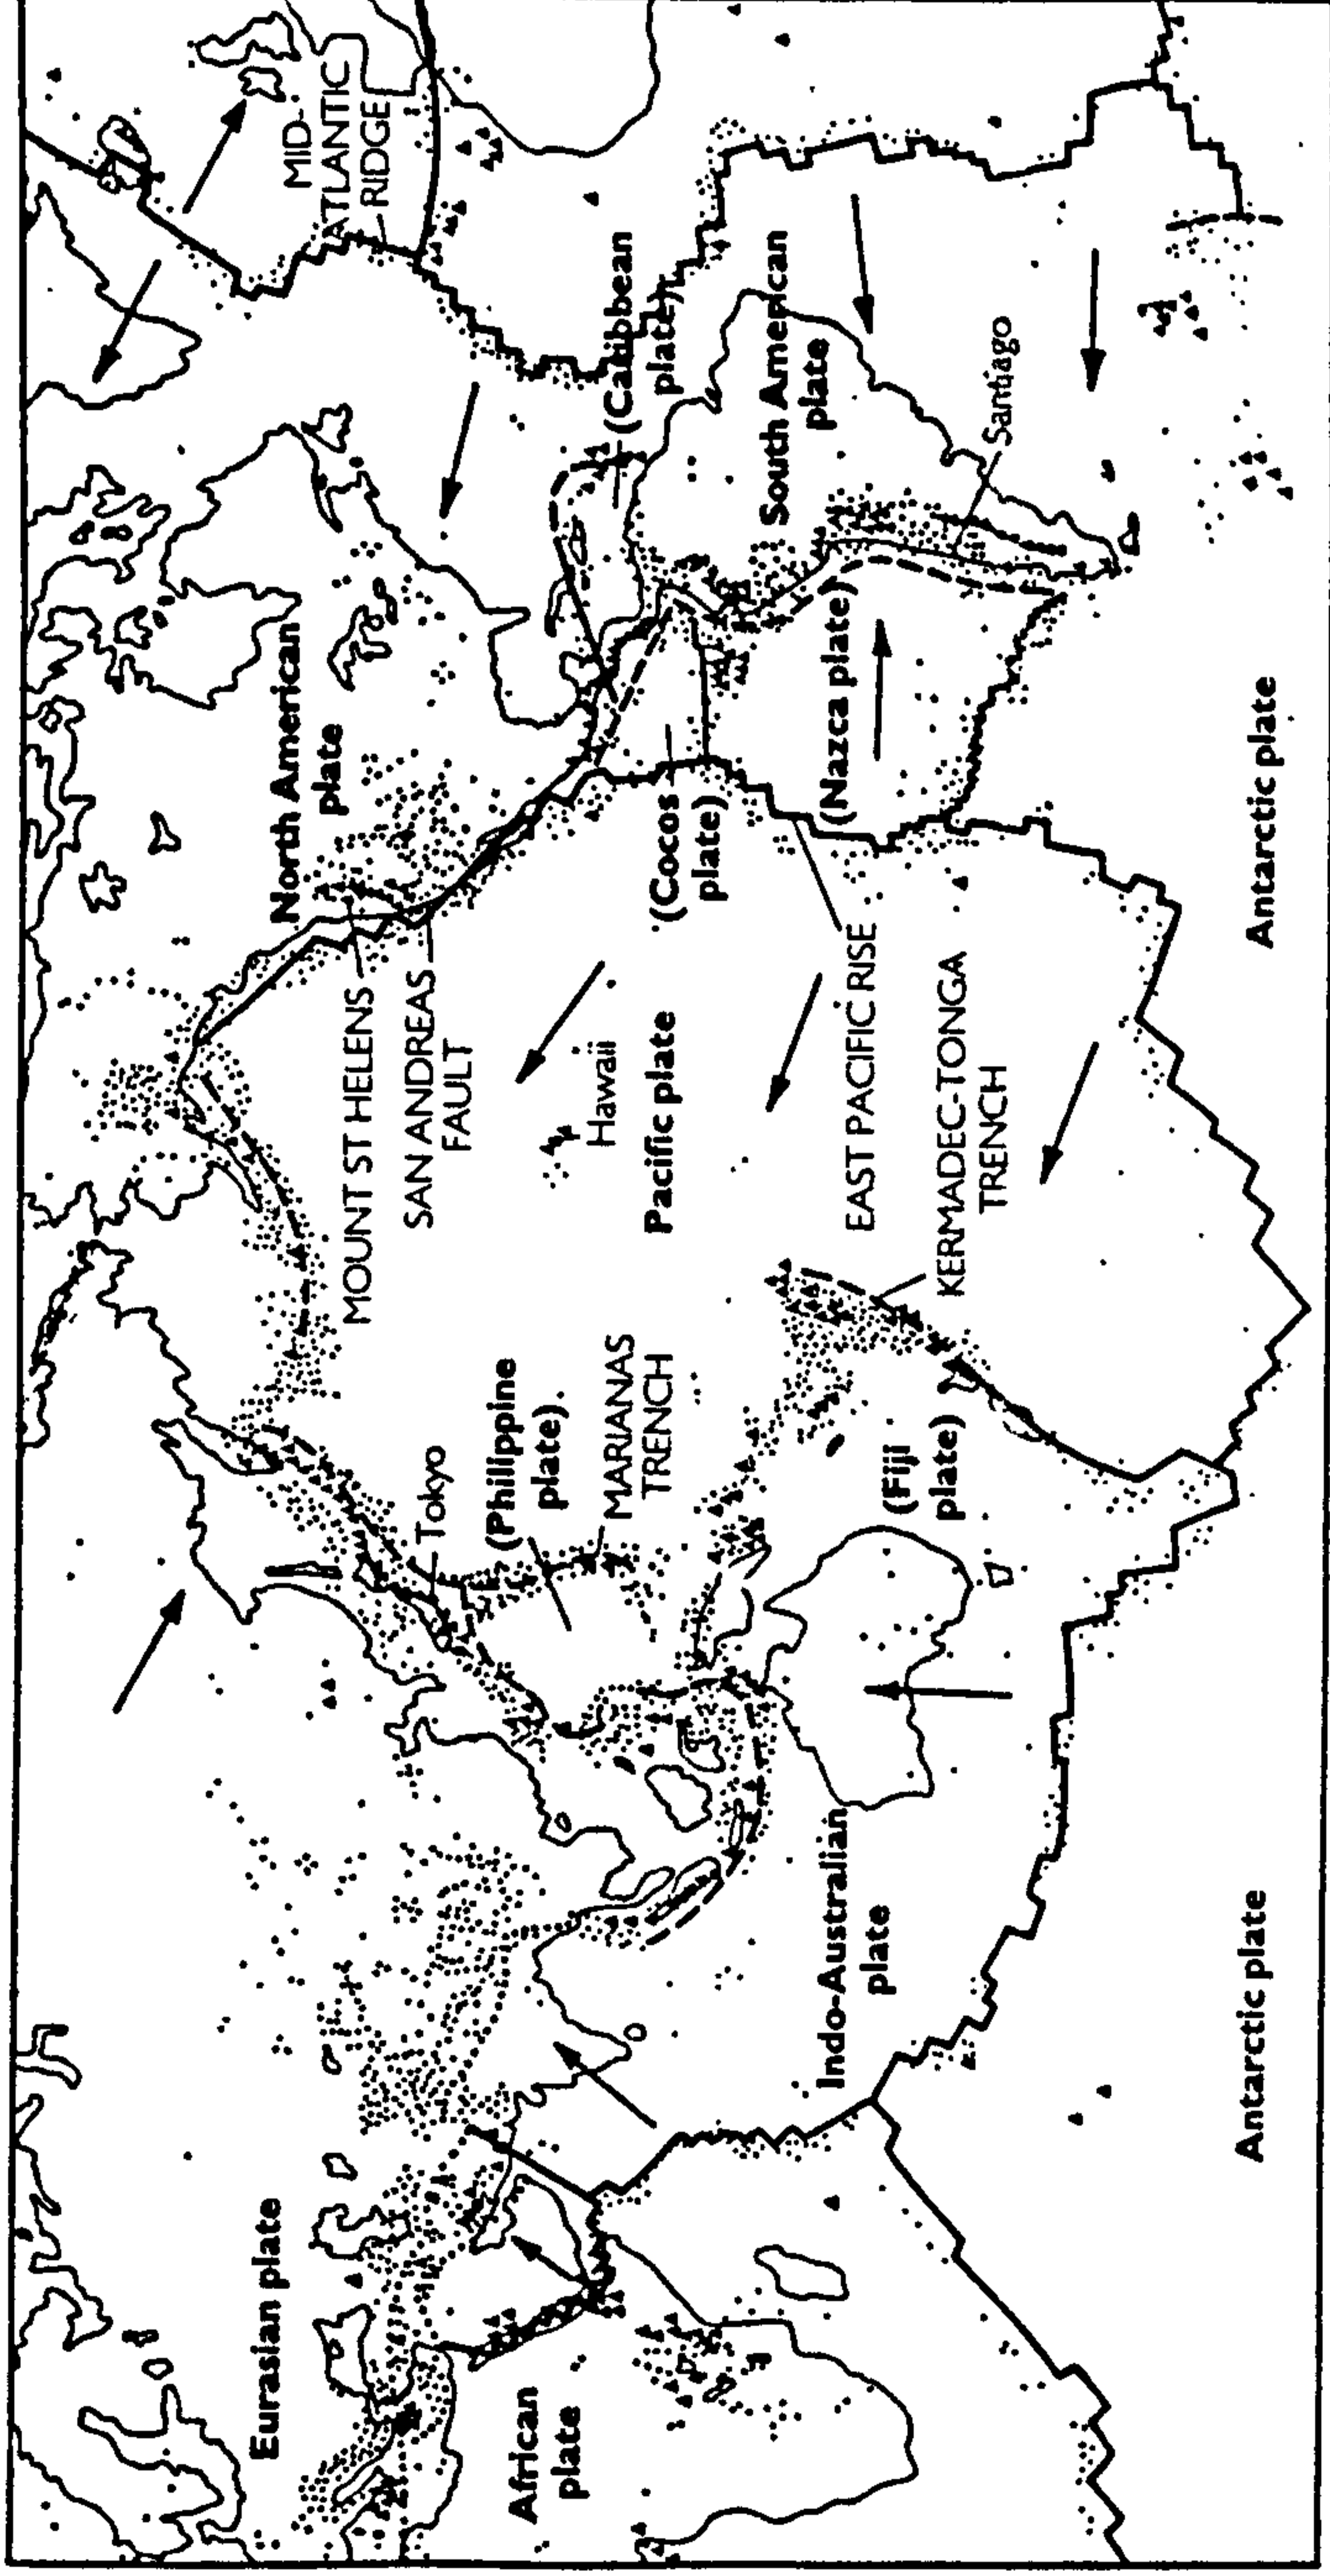 Eurasian plate
African
plate
Indo-Australian
plate
Antarctic plate
Tokyo
(Philippine
plate).
MARIANAS
TRENCH
(Fiji
plate)
MOUNT ST HELENS
SAN ANDREAS
FAULT
Hawaii
Pacific plate
EAST PACIFIC RISE
KERMADEC-TONGA
TRENCH
North American
plate
(Cocos
plate)
(Nazca plate)
Antarctic plate
MID-
ATLANTIC
RIDGE
(Caribbean
plate)
South American
plate
Santiago